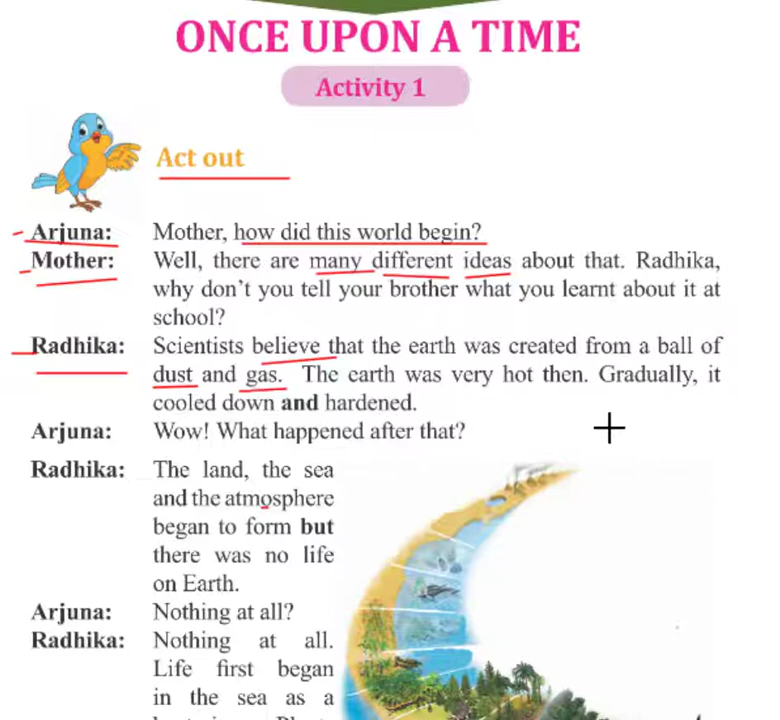 ONCE UPON A TIME
Activity 1
Act out
Arjuna: Mother, how did this world begin?
Mother: Well, there are many different ideas about that. Radhika,
why don't you tell your brother what you learnt about it at
school?
Radhika: Scientists believe that the earth was created from a ball of
dust and gas. The earth was very hot then. Gradually, it
cooled down and hardened.
Arjuna: Wow! What happened after that?
Radhika: The land, the sea
and the atmosphere
began to form but
there was no life
on Earth.
Arjuna: Nothing at all?
Radhika: Nothing at all.
Life first began
in the sea as a